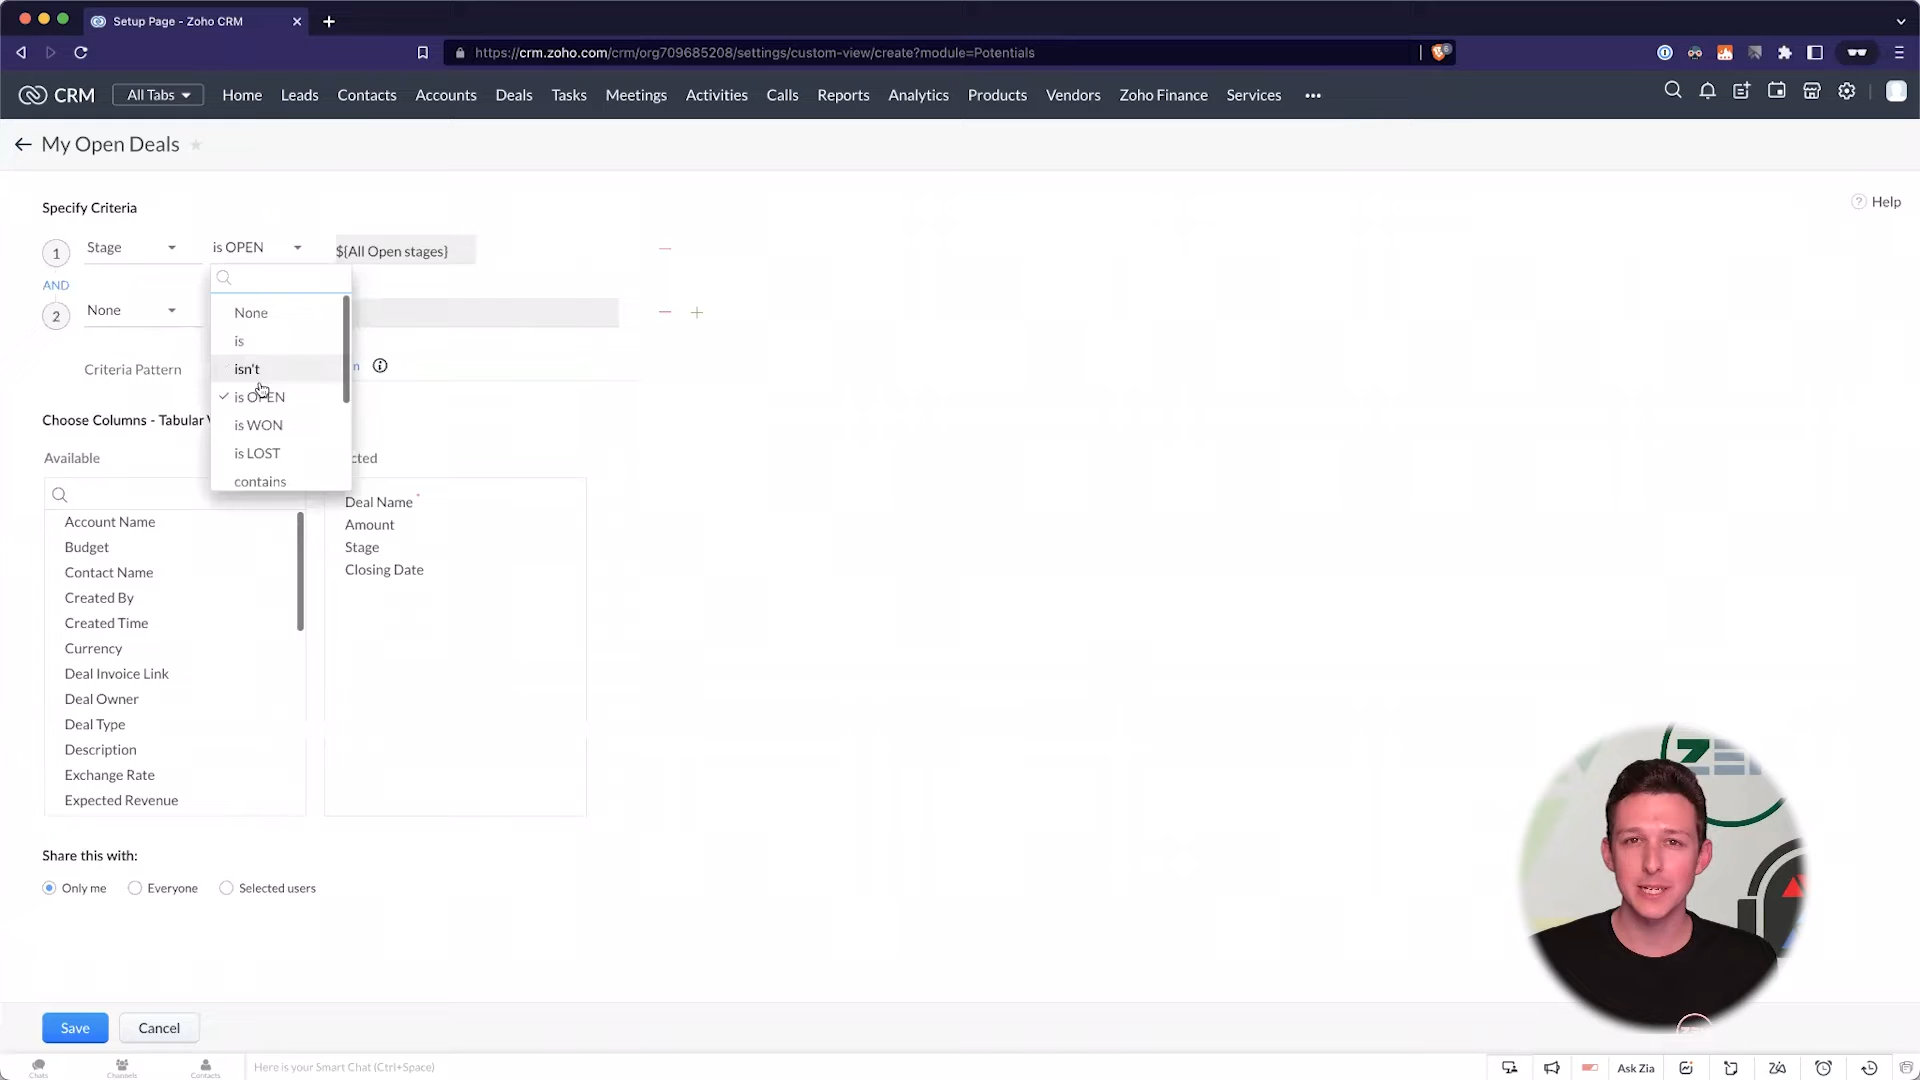 Setup Page - Zoho CRM
https://crm.zoho.com/crm/org709685208/settings/custom-view/create?module=Potentials
6
CRM
All Tabs
Home
Leads
Contacts
Accounts
Deals
Tasks
Meetings
Activities
Calls
Reports
Analytics
Products
Vendors
Zoho Finance
Services
My Open Deals
Specify Criteria
? Help
1
Stage
is OPEN
${All Open stages}
AND
2
None
None
is
isn't
is OPEN
is WON
is LOST
contains
Criteria Pattern
n
Choose Columns - Tabular V
Available
cted
Account Name
Budget
Contact Name
Created By
Created Time
Currency
Deal Invoice Link
Deal Owner
Deal Type
Description
Exchange Rate
Expected Revenue
Deal Name *
Amount
Stage
Closing Date
Share this with:
Only me
Everyone
Selected users
Save
Cancel
Chats
Channels
Contacts
Here is your Smart Chat (Ctrl+Space)
Ask Zia